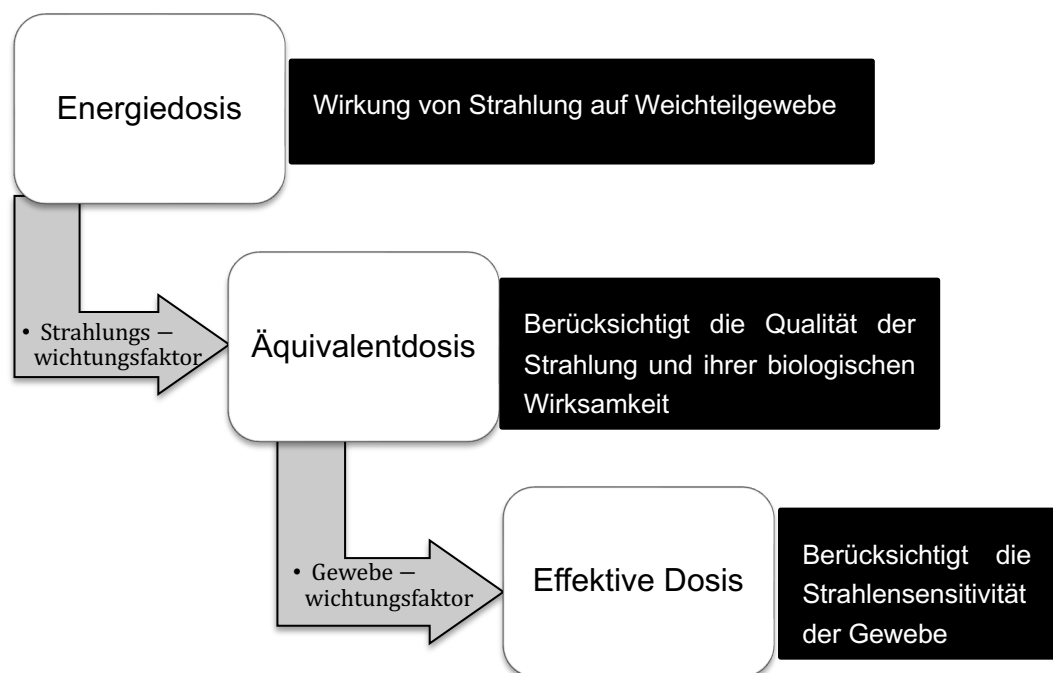 Energiedosis
Wirkung von Strahlung auf Weichteilgewebe
• Strahlungs −
wichtungsfaktor
Äquivalentdosis
Berücksichtigt die Qualität der
Strahlung und ihrer biologischen
Wirksamkeit
• Gewebe −
wichtungsfaktor
Effektive Dosis
Berücksichtigt die
Strahlensensitivität
der Gewebe